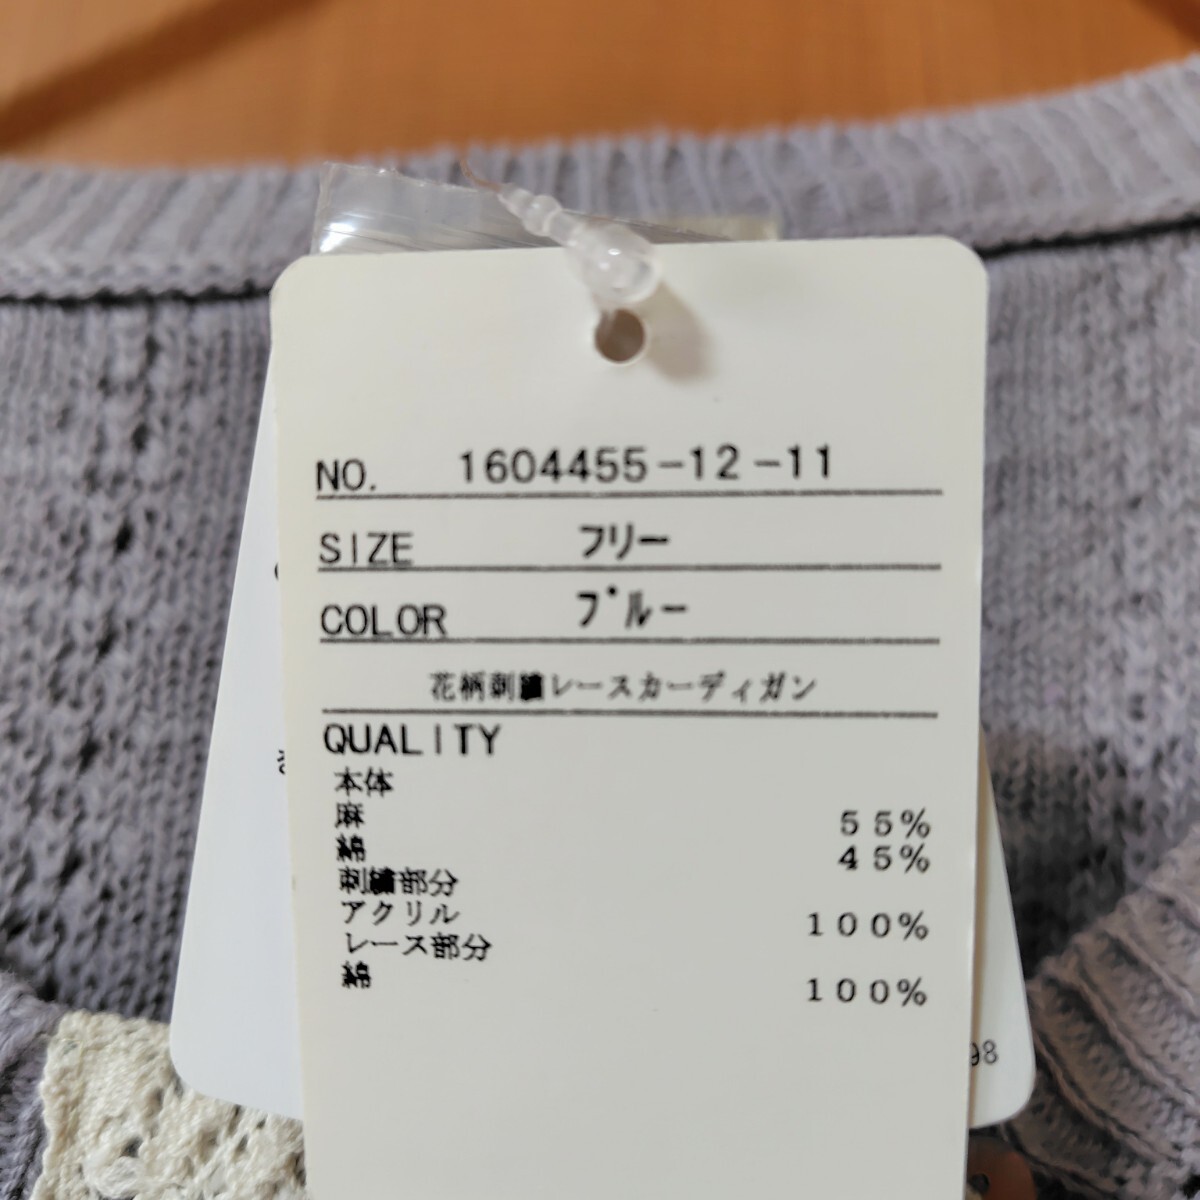 NO. 1604455-12-11
SIZE フリー
COLOR ブルー
花柄刺繍レースカーディガン
QUALITY
本体
麻 55%
綿 45%
刺繍部分
アクリル 100%
レース部分
綿 100%
98